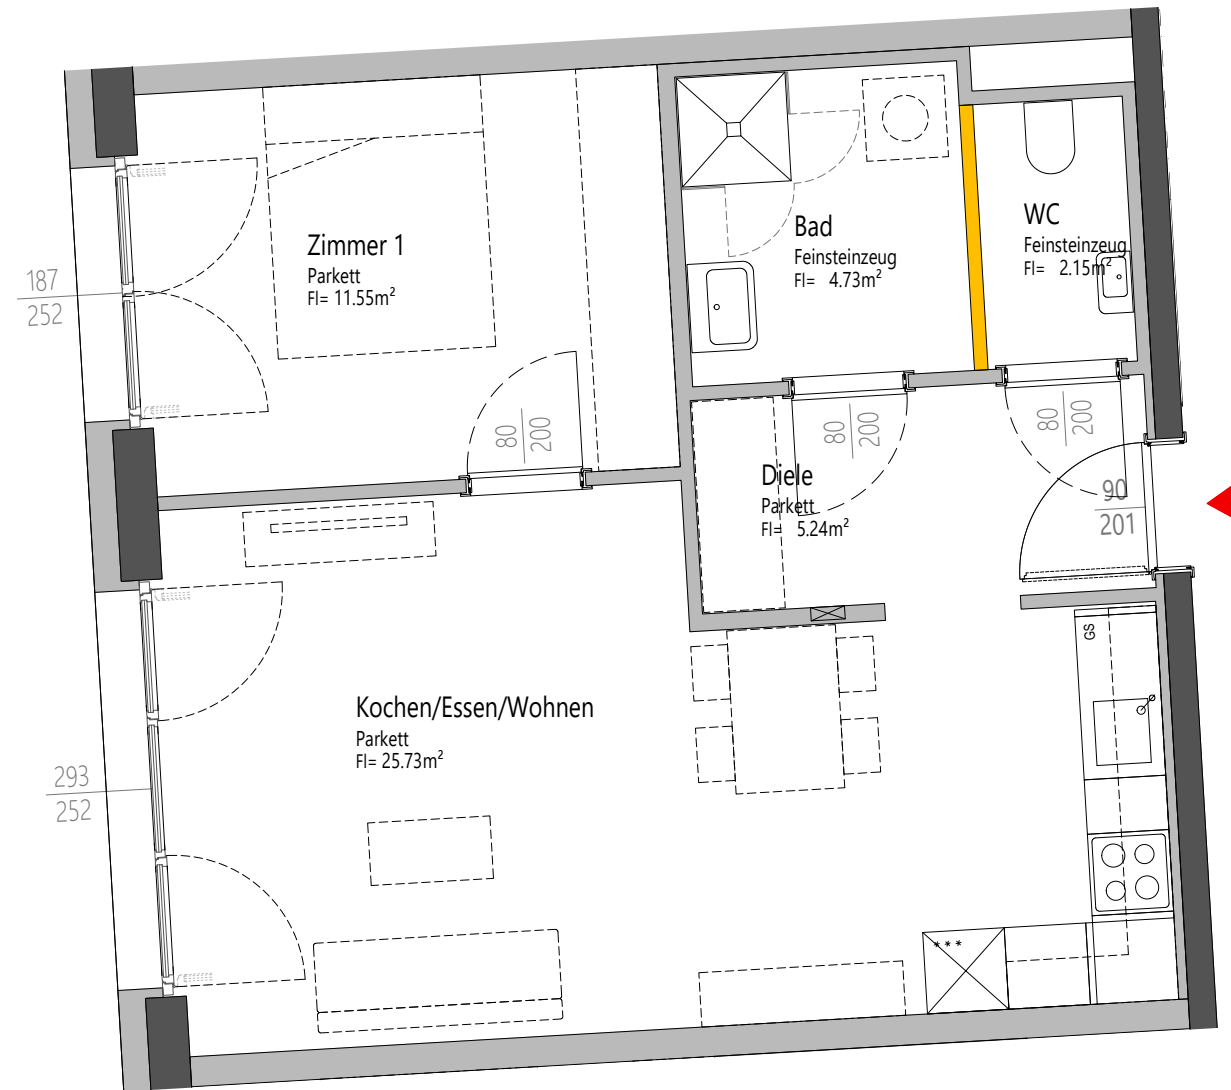 Zimmer 1
Parkett
Fl= 11.55m²
187
252
80
200
Bad
Feinsteinzeug
Fl= 4.73m²
WC
Feinsteinzeug
Fl= 2.15m²
80
200
80
200
Diele
Parkett
Fl= 5.24m²
90
201
GS
Kochen/Essen/Wohnen
Parkett
Fl= 25.73m²
293
252
***